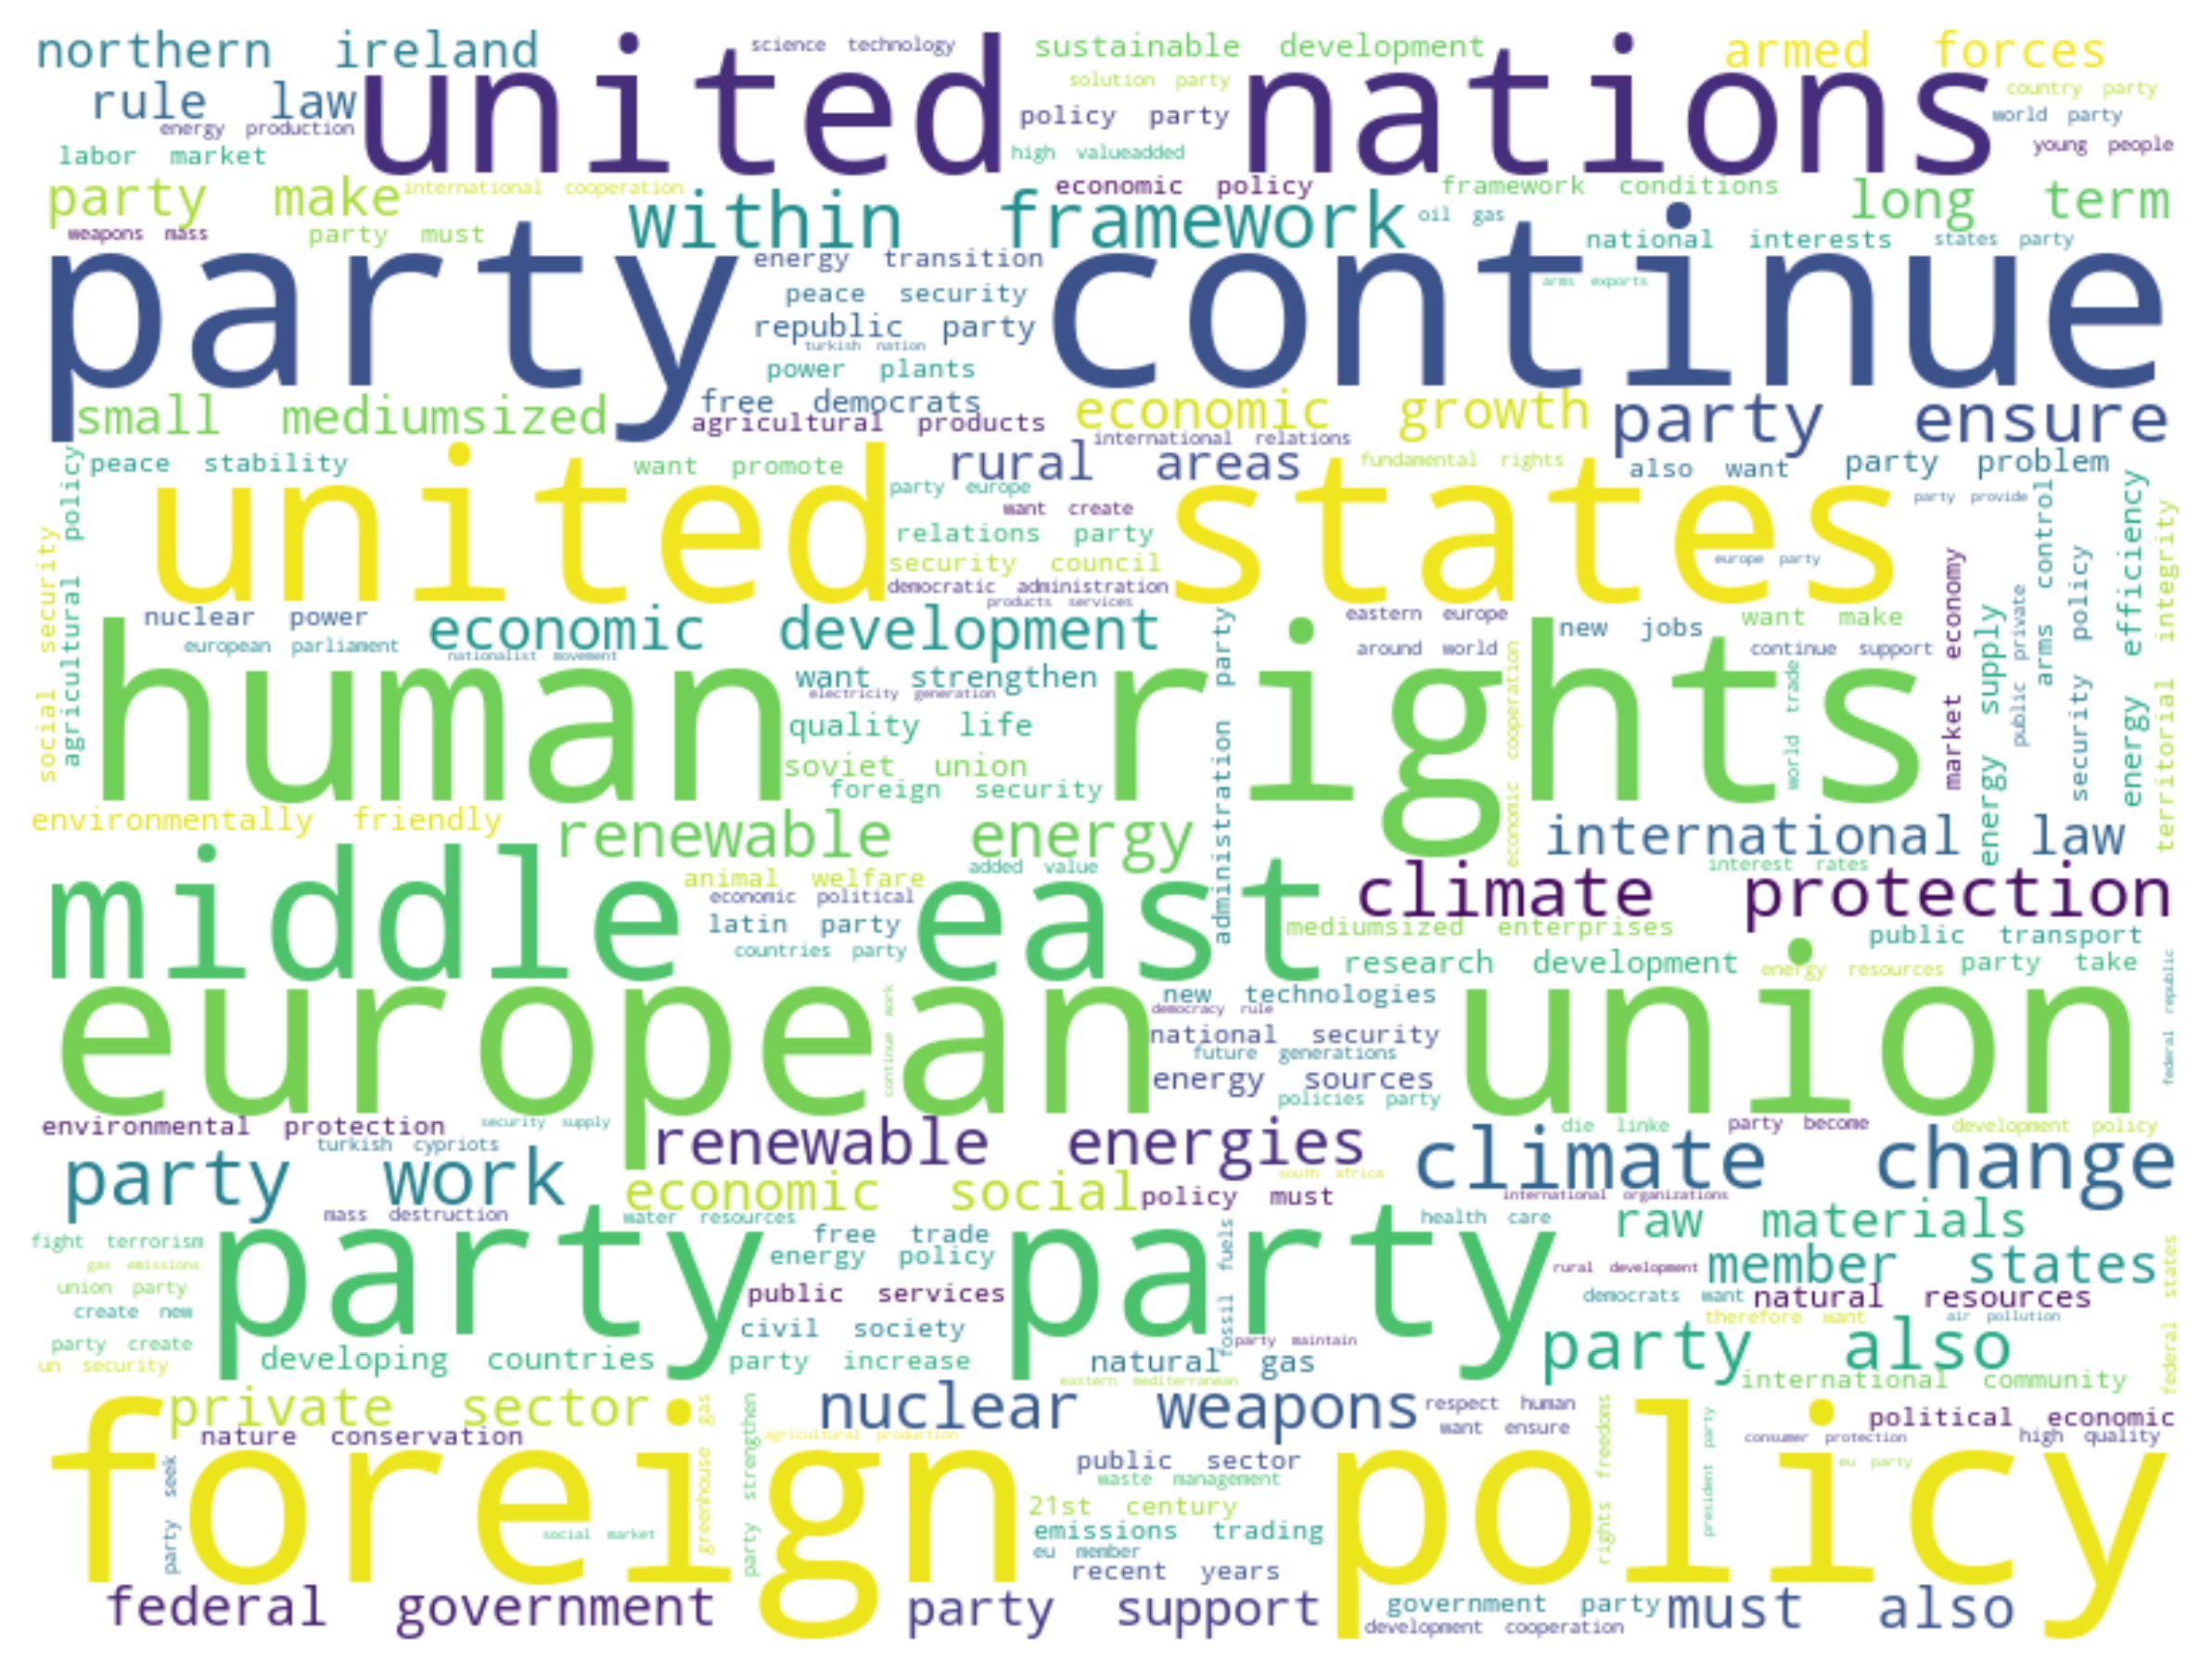 northern ireland
science technology
sustainable development
armed forces
united nations
solution party
country party
rule law
policy party
world party
energy production
high valueadded
young people
labor market
party make
international cooperation
economic policy
framework conditions
long term
within framework
oil gas
weapons mass
party must
national interests
states party
party continue
energy transition
arms exports
peace security
republic party
turkish nation
power plants
free democrats
small mediumsized
agricultural products
economic growth
party ensure
international relations
peace stability
want promote
rural areas
fundamental rights
also want
party problem
united states
party europe
party provide
want create
relations party
security council
europe party
democratic administration
products services
social security
agricultural policy
arms control
energy efficiency
territorial integrity
market economy
energy supply
public private
security policy
nuclear power
economic development
eastern europe
new jobs
want make
european parliament
nationalist movement
around world
continue support
human rights
want strengthen
electricity generation
quality life
administration party
economic cooperation
world trade
soviet union
foreign security
environmentally friendly
renewable energy
international law
middle east
animal welfare
added value
interest rates
climate protection
economic political
latin party
mediumsized enterprises
countries party
public transport
research development
energy resources
party take
european union
continue work
new technologies
democracy rule
federal republic
national security
future generations
energy sources
policies party
environmental protection
security supply
die linke
party become
development policy
turkish cypriots
renewable energies
climate change
party work
south africa
economic social
policy must
international organizations
mass destruction
water resources
health care
raw materials
party party
fight terrorism
free trade
energy policy
fossil fuels
gas emissions
rural development
member states
union party
public services
democrats want
natural resources
create new
therefore want
air pollution
civil society
party maintain
party create
party also
un security
developing countries
party increase
natural gas
federal states
eastern mediterranean
international community
private sector
nuclear weapons
respect human
political economic
nature conservation
agricultural production
want ensure
consumer protection
high quality
foreign policy
party seek
greenhouse gas
party strengthen
public sector
rights freedoms
president party
eu party
waste management
21st century
social market
emissions trading
eu member
recent years
federal government
party support
government party
must also
development cooperation